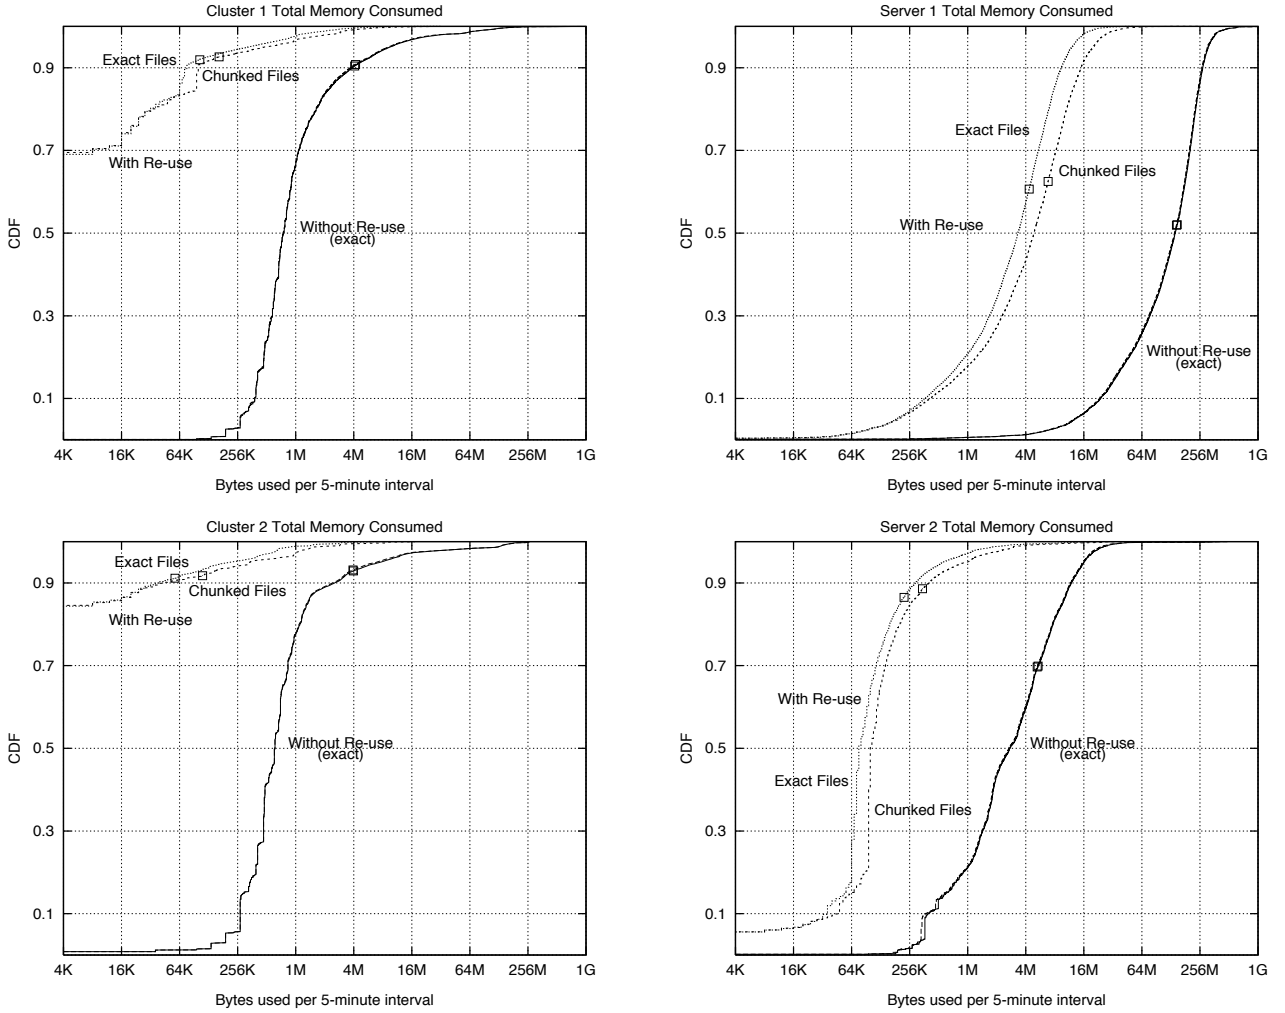 Cluster 1 Total Memory Consumed
CDF
0.9
0.7
0.5
0.3
0.1
Exact Files
Chunked Files
With Re-use
Without Re-use
(exact)
4K 16K 64K 256K 1M 4M 16M 64M 256M 1G
Bytes used per 5-minute interval
Server 1 Total Memory Consumed
CDF
0.9
0.7
0.5
0.3
0.1
Exact Files
Chunked Files
With Re-use
Without Re-use
(exact)
4K 16K 64K 256K 1M 4M 16M 64M 256M 1G
Bytes used per 5-minute interval
Cluster 2 Total Memory Consumed
CDF
0.9
0.7
0.5
0.3
0.1
Exact Files
Chunked Files
With Re-use
Without Re-use
(exact)
4K 16K 64K 256K 1M 4M 16M 64M 256M 1G
Bytes used per 5-minute interval
Server 2 Total Memory Consumed
CDF
0.9
0.7
0.5
0.3
0.1
With Re-use
Without Re-use
(exact)
Exact Files
Chunked Files
4K 16K 64K 256K 1M 4M 16M 64M 256M 1G
Bytes used per 5-minute interval